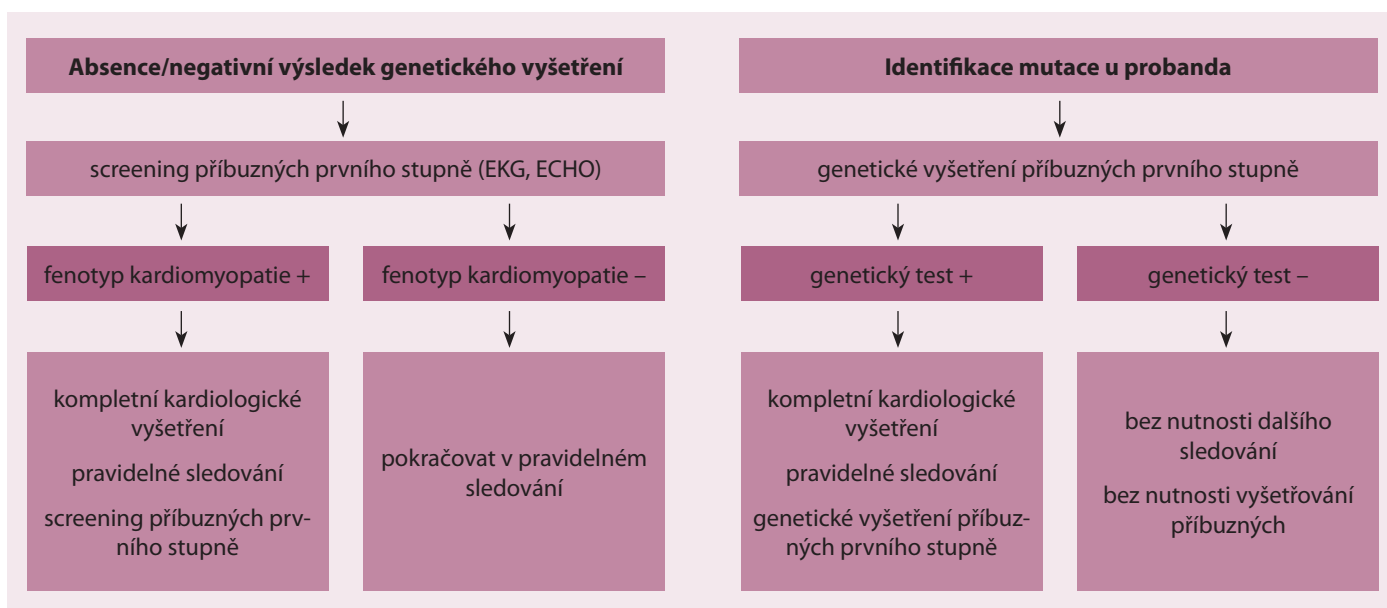 Absence/negativní výsledek genetického vyšetření
screening příbuzných prvního stupně (EKG, ECHO)
fenotyp kardiomyopatie +
fenotyp kardiomyopatie –
kompletní kardiologické
vyšetření
pravidelné sledování
screening příbuzných prv-
ního stupně
pokračovat v pravidelném
sledování
Identifikace mutace u probanda
genetické vyšetření příbuzných prvního stupně
genetický test +
genetický test –
kompletní kardiologické
vyšetření
pravidelné sledování
genetické vyšetření příbuz-
ných prvního stupně
bez nutnosti dalšího
sledování
bez nutnosti vyšetřování
příbuzných